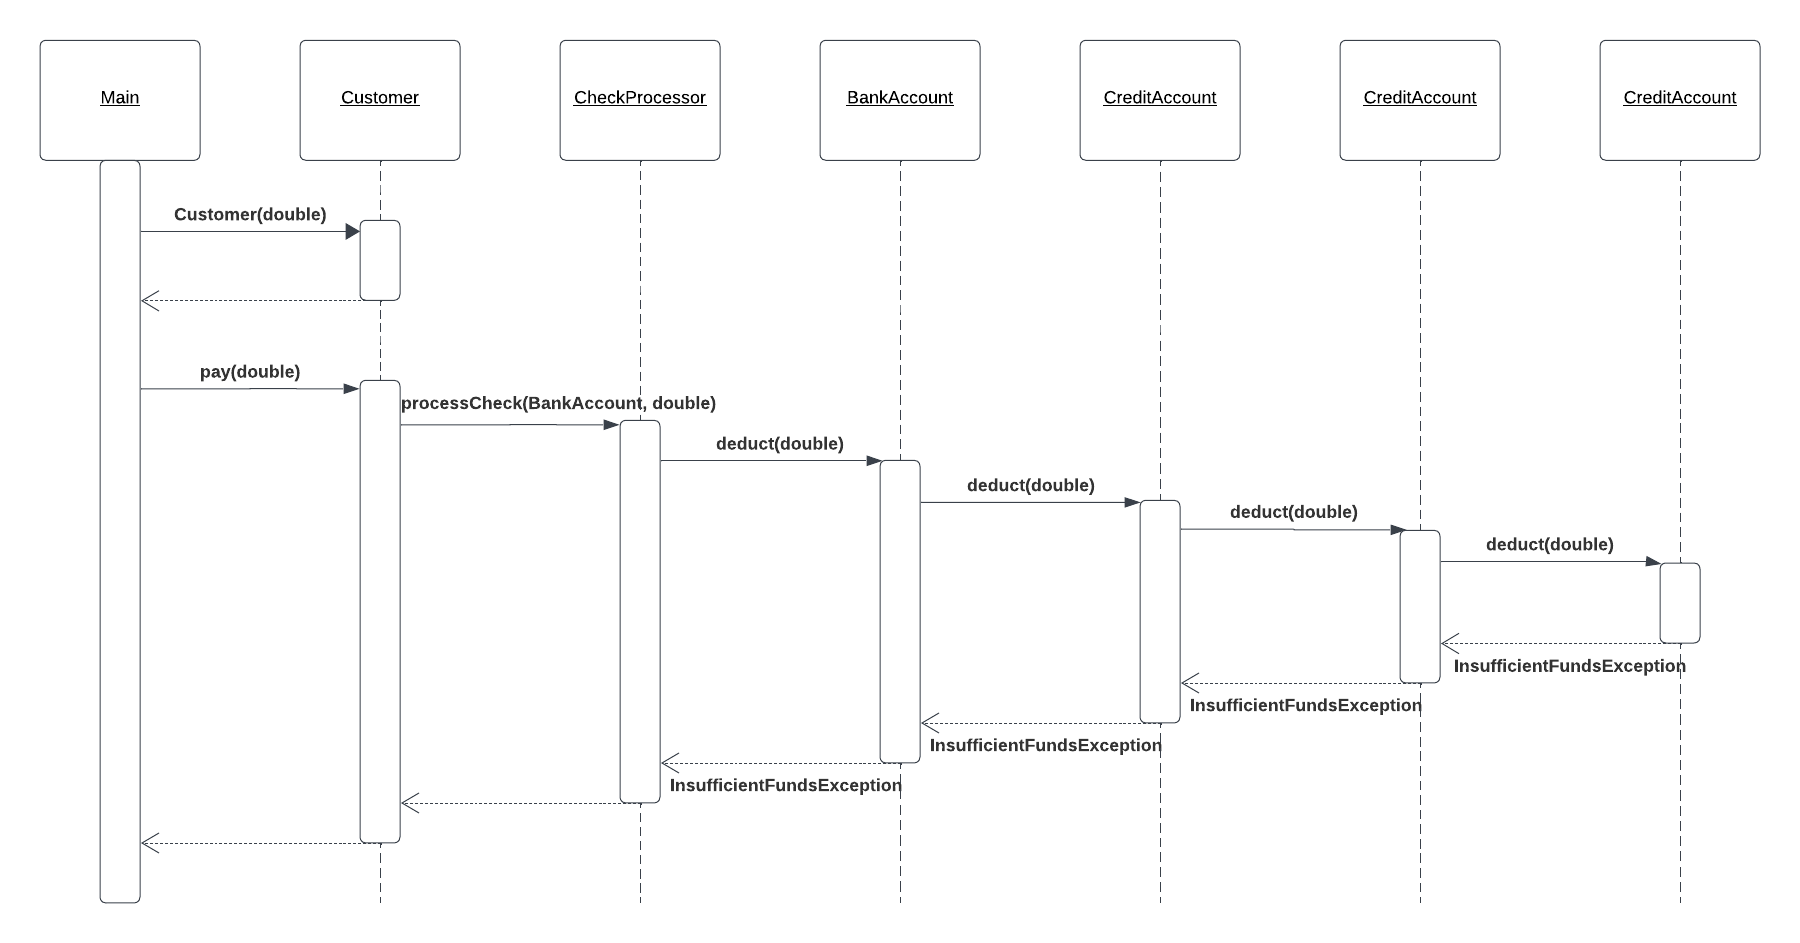 Main
Customer
CheckProcessor
BankAccount
CreditAccount
CreditAccount
CreditAccount
Customer(double)
pay(double)
processCheck(BankAccount, double)
deduct(double)
deduct(double)
deduct(double)
deduct(double)
InsufficientFundsException
InsufficientFundsException
InsufficientFundsException
InsufficientFundsException